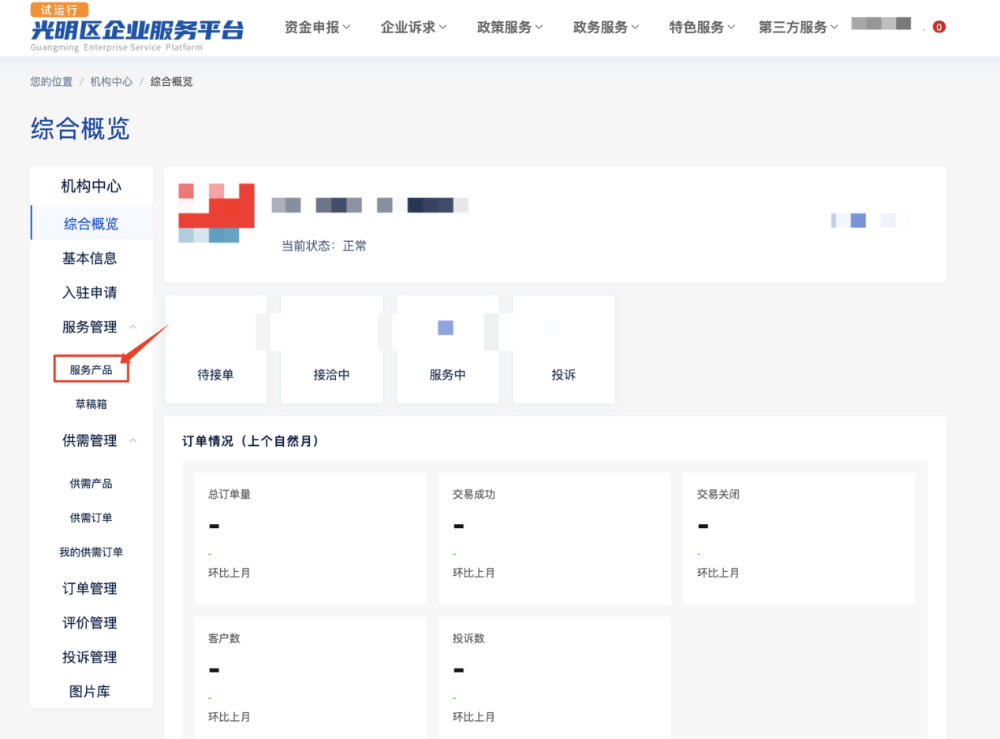 试运行
光明区企业服务平台
Guangming Enterprise Service Platform
资金申报 企业诉求 政策服务 政务服务 特色服务 第三方服务 0
您的位置 / 机构中心 / 综合概览
综合概览
机构中心
综合概览
基本信息
入驻申请
服务管理
服务产品
草稿箱
供需管理
供需产品
供需订单
我的供需订单
订单管理
评价管理
投诉管理
图片库
当前状态：正常
待接单 接洽中 服务中 投诉
订单情况（上个自然月）
总订单量 交易成功 交易关闭
- - -
- - -
环比上月 环比上月 环比上月
客户数 投诉数
- -
- -
环比上月 环比上月